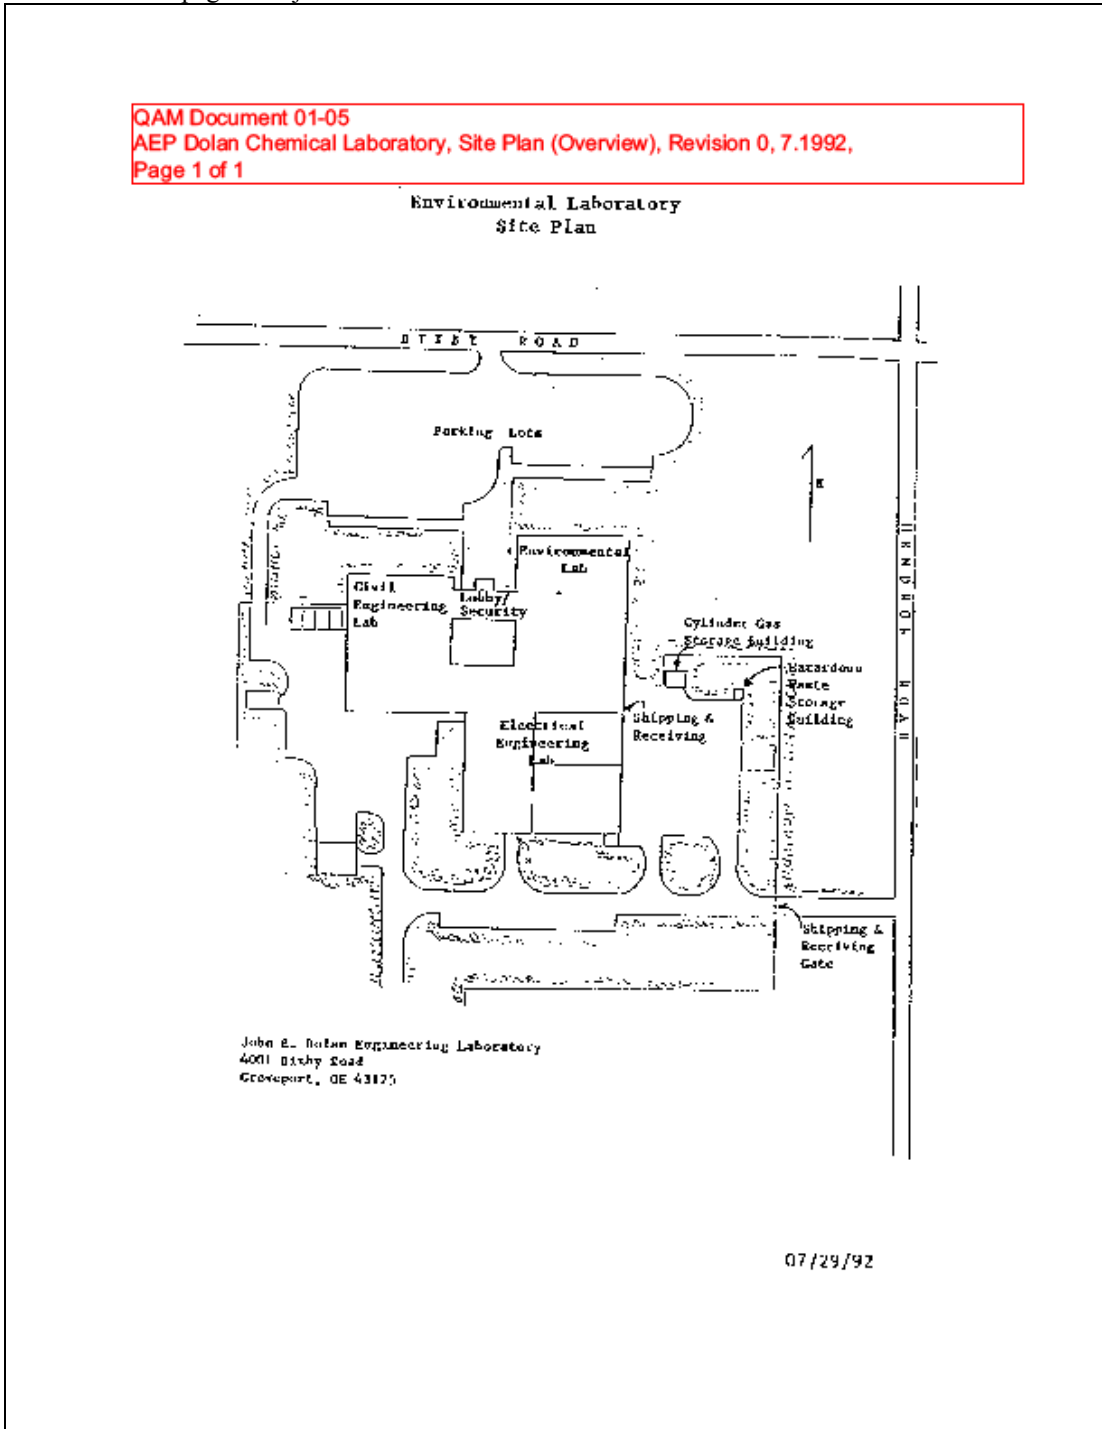 QAM Document 01-05
AEP Dolan Chemical Laboratory, Site Plan (Overview), Revision 0, 7.1992,
Page 1 of 1
Environmental Laboratory
Site Plan
ROAD
Parking Lots
N
Environmental
Lab
Civil
Engineering
Lab
Lobby/
Security
Cylinder Gas
Storage Building
Hazardous
Waste
Storage
Building
Shipping &
Receiving
Electrical
Engineering
Lab
ROAD
Shipping &
Receiving
Gate
John E. Dolan Engineering Laboratory
4001 Bixby Road
Groveport, OH 43125
07/29/92